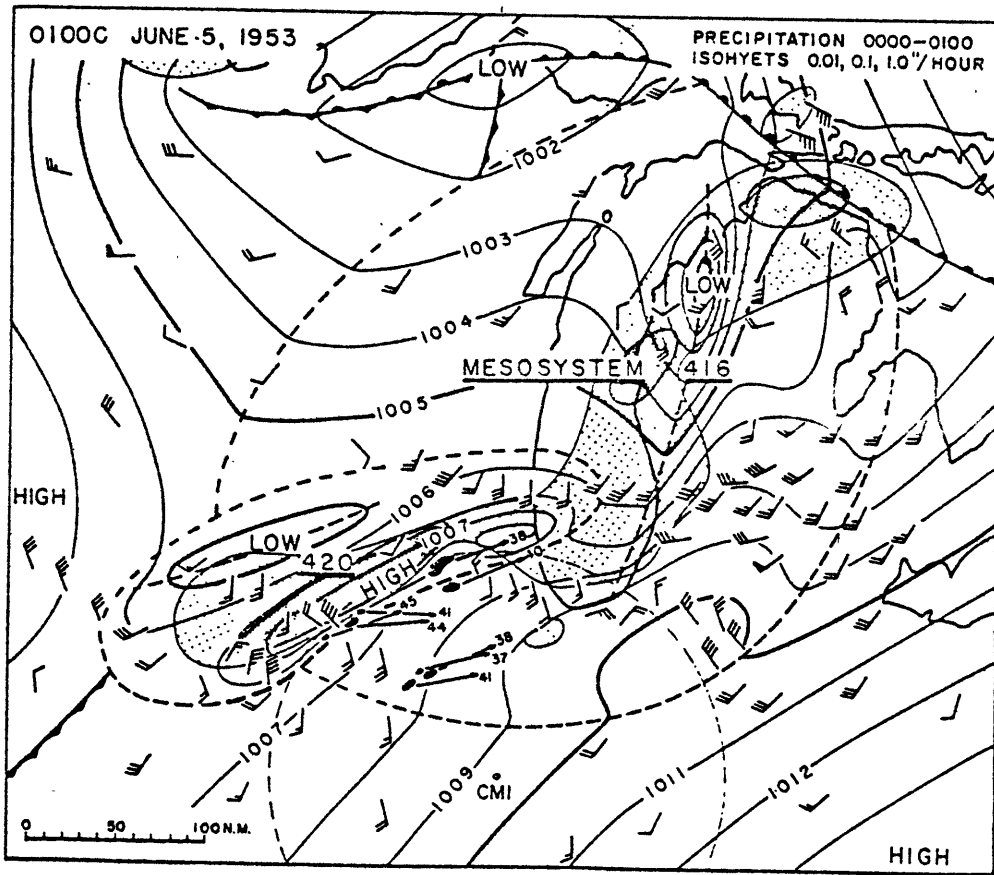 0100C JUNE 5, 1953
PRECIPITATION 0000-0100
ISOHYETS 0.01, 0.1, 1.0"/HOUR
LOW
1002
1003
LOW
1004
MESOSYSTEM 416
1005
HIGH
1006
LOW
1007
420
HIGH
38
10
45
41
44
38
37
41
1007
1009
CMI
1011
1012
0 50 100 N.M.
HIGH